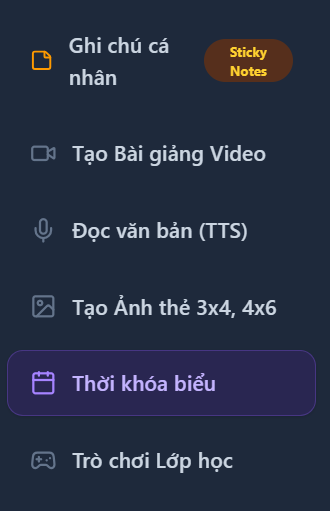 Ghi chú cá
nhân
Sticky
Notes
Tạo Bài giảng Video
Đọc văn bản (TTS)
Tạo Ảnh thẻ 3x4, 4x6
Thời khóa biểu
Trò chơi Lớp học